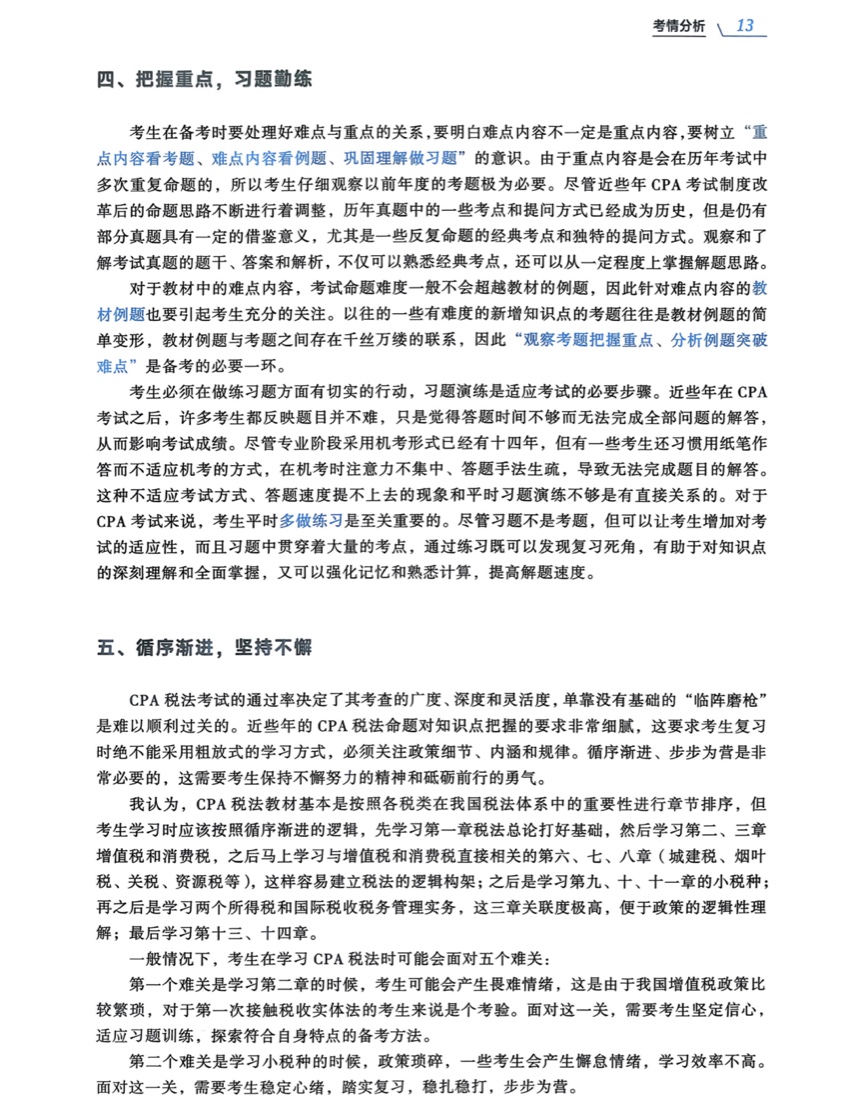 考情分析 13
四、把握重点，习题勤练
考生在备考时要处理好难点与重点的关系，要明白难点内容不一定是重点内容，要树立“重
点内容看考题、难点内容看例题、巩固理解做习题”的意识。由于重点内容是会在历年考试中
多次重复命题的，所以考生仔细观察以前年度的考题极为必要。尽管近些年 CPA 考试制度改
革后的命题思路不断进行着调整，历年真题中的一些考点和提问方式已经成为历史，但是仍有
部分真题具有一定的借鉴意义，尤其是一些反复命题的经典考点和独特的提问方式。观察和了
解考试真题的题干、答案和解析，不仅可以熟悉经典考点，还可以从一定程度上掌握解题思路。
对于教材中的难点内容，考试命题难度一般不会超越教材的例题，因此针对难点内容的教
材例题也要引起考生充分的关注。以往的一些有难度的新增知识点的考题往往是教材例题的简
单变形，教材例题与考题之间存在千丝万缕的联系，因此“观察考题把握重点、分析例题突破
难点”是备考的必要一环。
考生必须在做练习题方面有切实的行动，习题演练是适应考试的必要步骤。近些年在 CPA
考试之后，许多考生都反映题目并不难，只是觉得答题时间不够而无法完成全部问题的解答，
从而影响考试成绩。尽管专业阶段采用机考形式已经有十四年，但有一些考生还习惯用纸笔作
答而不适应机考的方式，在机考时注意力不集中、答题手法生疏，导致无法完成题目的解答。
这种不适应考试方式、答题速度提不上去的现象和平时习题演练不够是有直接关系的。对于
CPA 考试来说，考生平时多做练习是至关重要的。尽管习题不是考题，但可以让考生增加对考
试的适应性，而且习题中贯穿着大量的考点，通过练习既可以发现复习死角，有助于对知识点
的深刻理解和全面掌握，又可以强化记忆和熟悉计算，提高解题速度。
五、循序渐进，坚持不懈
CPA 税法考试的通过率决定了其考查的广度、深度和灵活度，单靠没有基础的“临阵磨枪”
是难以顺利过关的。近些年的 CPA 税法命题对知识点把握的要求非常细腻，这要求考生复习
时绝不能采用粗放式的学习方式，必须关注政策细节、内涵和规律。循序渐进、步步为营是非
常必要的，这需要考生保持不懈努力的精神和砥砺前行的勇气。
我认为，CPA 税法教材基本是按照各税类在我国税法体系中的重要性进行章节排序，但
考生学习时应该按照循序渐进的逻辑，先学习第一章税法总论打好基础，然后学习第二、三章
增值税和消费税，之后马上学习与增值税和消费税直接相关的第六、七、八章（城建税、烟叶
税、关税、资源税等），这样容易建立税法的逻辑构架；之后是学习第九、十、十一章的小税种；
再之后是学习两个所得税和国际税收税务管理实务，这三章关联度极高，便于政策的逻辑性理
解；最后学习第十三、十四章。
一般情况下，考生在学习 CPA 税法时可能会面对五个难关：
第一个难关是学习第二章的时候，考生可能会产生畏难情绪，这是由于我国增值税政策比
较繁琐，对于第一次接触税收实体法的考生来说是个考验。面对这一关，需要考生坚定信心，
适应习题训练，探索符合自身特点的备考方法。
第二个难关是学习小税种的时候，政策琐碎，一些考生会产生懈怠情绪，学习效率不高。
面对这一关，需要考生稳定心绪，踏实复习，稳扎稳打，步步为营。